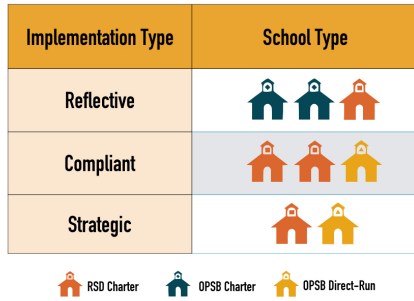 Implementation Type School Type
Reflective
Compliant
Strategic
RSD Charter OPSB Charter OPSB Direct-Run